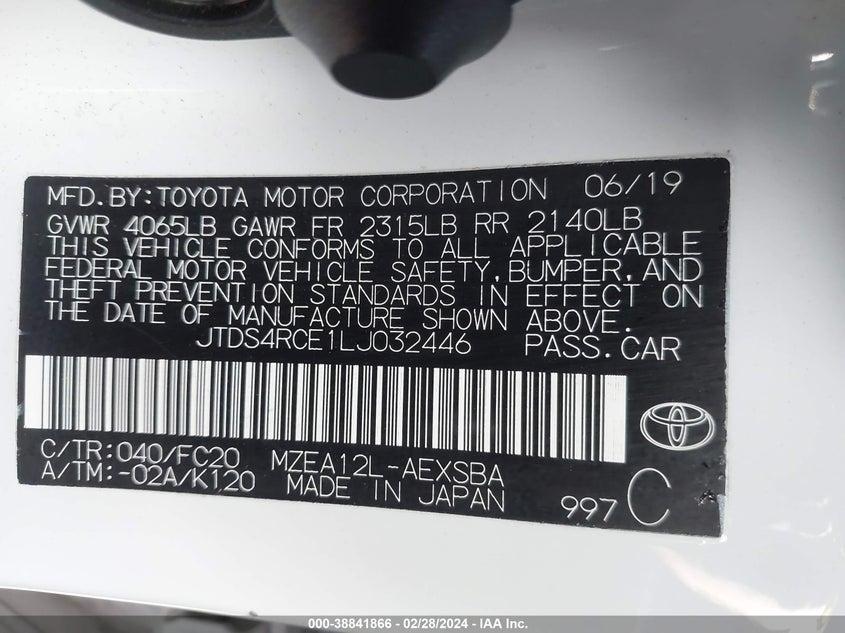 MFD.BY:TOYOTA MOTOR CORPORATION 06/19
GVWR 4065LB GAWR FR 2315LB RR 2140LB
THIS VEHICLE CONFORMS TO ALL APPLICABLE
FEDERAL MOTOR VEHICLE SAFETY,BUMPER,AND
THEFT PREVENTION STANDARDS IN EFFECT ON
THE DATE OF MANUFACTURE SHOWN ABOVE.
JTDS4RCE1LJ032446 PASS.CAR
C/TR:040/FC20 MZEA12L-AEXSBA
A/TM:-02A/K120 MADE IN JAPAN 997 C
000-38841866 - 02/28/2024 - IAA Inc.